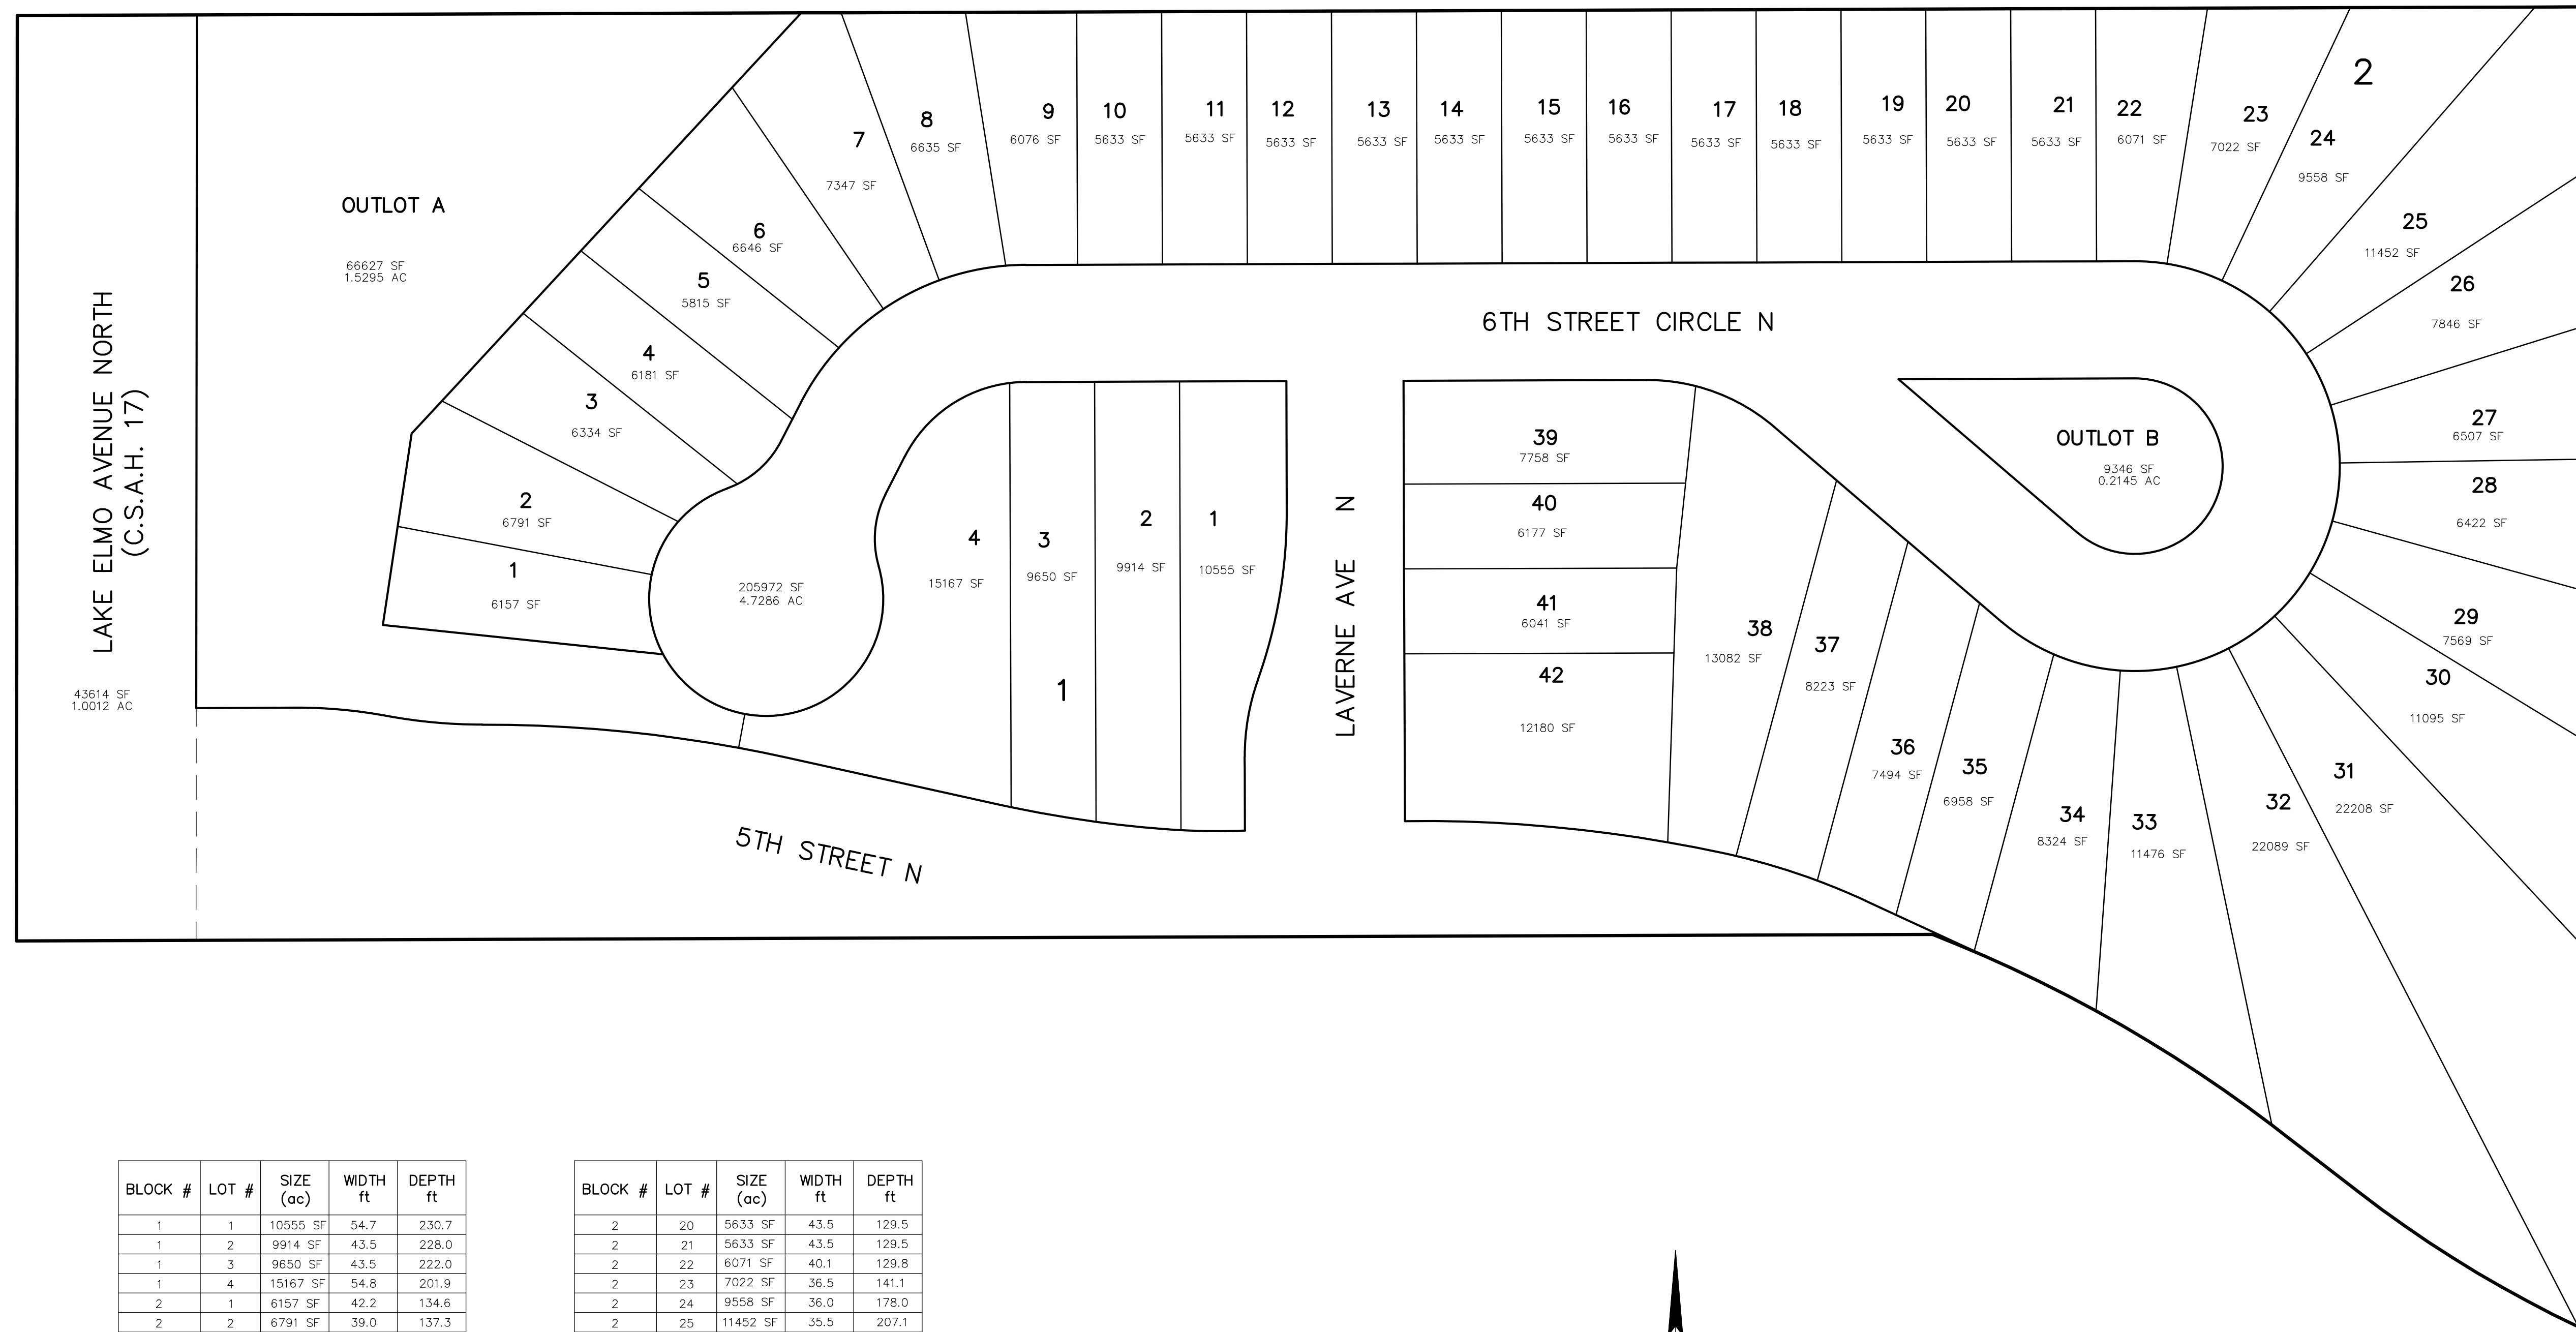 2
7
7347 SF
8
6635 SF
9
6076 SF
10
5633 SF
11
5633 SF
12
5633 SF
13
5633 SF
14
5633 SF
15
5633 SF
16
5633 SF
17
5633 SF
18
5633 SF
19
5633 SF
20
5633 SF
21
5633 SF
22
6071 SF
23
7022 SF
24
9558 SF
25
11452 SF
26
7846 SF
27
6507 SF
28
6422 SF
29
7569 SF
30
11095 SF
31
22208 SF
32
22089 SF
33
11476 SF
34
8324 SF
35
6958 SF
36
7494 SF
37
8223 SF
38
13082 SF
OUTLOT A
66627 SF
1.5295 AC
6
6646 SF
5
5815 SF
4
6181 SF
3
6334 SF
2
6791 SF
1
6157 SF
LAKE ELMO AVENUE NORTH
(C.S.A.H. 17)
43614 SF
1.0012 AC
205972 SF
4.7286 AC
6TH STREET CIRCLE N
OUTLOT B
9346 SF
0.2145 AC
4
15167 SF
3
9650 SF
2
9914 SF
1
10555 SF
1
LAVERNE AVE N
39
7758 SF
40
6177 SF
41
6041 SF
42
12180 SF
5TH STREET N
BLOCK # LOT # SIZE (ac) WIDTH ft DEPTH ft
1 1 10555 SF 54.7 230.7
1 2 9914 SF 43.5 228.0
1 3 9650 SF 43.5 222.0
1 4 15167 SF 54.8 201.9
2 1 6157 SF 42.2 134.6
2 2 6791 SF 39.0 137.3
BLOCK # LOT # SIZE (ac) WIDTH ft DEPTH ft
2 20 5633 SF 43.5 129.5
2 21 5633 SF 43.5 129.5
2 22 6071 SF 40.1 129.8
2 23 7022 SF 36.5 141.1
2 24 9558 SF 36.0 178.0
2 25 11452 SF 35.5 207.1